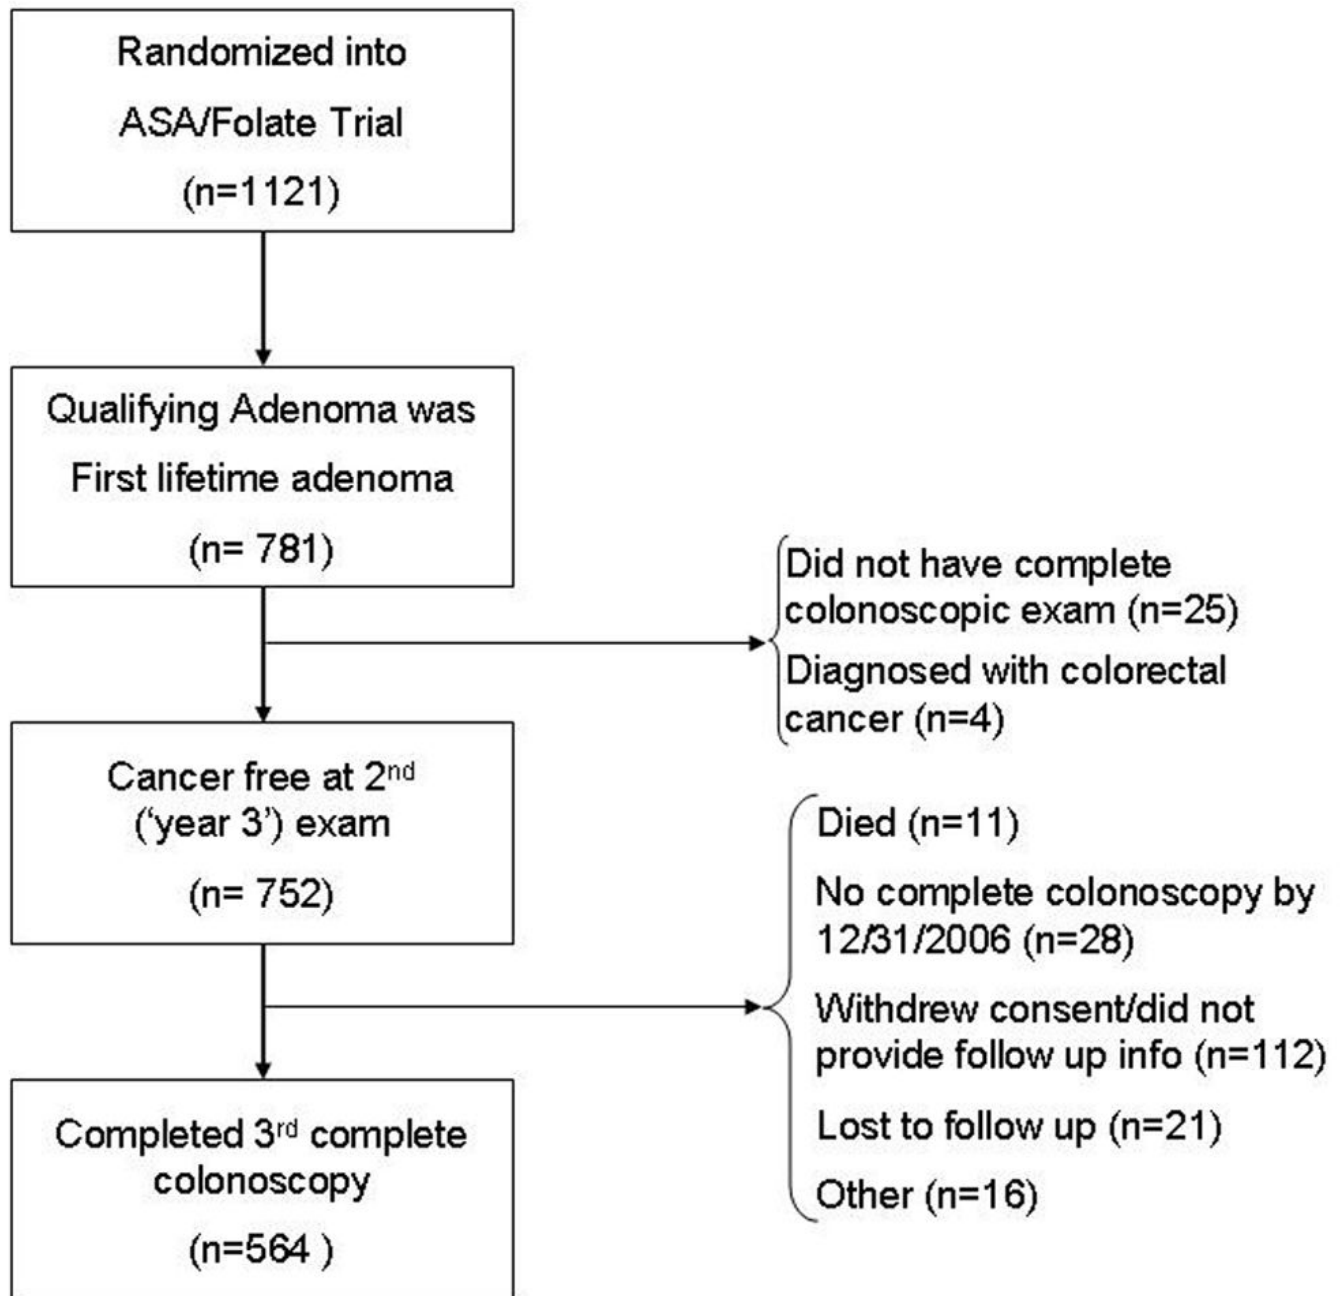 Randomized into
ASA/Folate Trial
(n=1121)
Qualifying Adenoma was
First lifetime adenoma
(n= 781)
Did not have complete
colonoscopic exam (n=25)
Diagnosed with colorectal
cancer (n=4)
Cancer free at 2nd
(‘year 3’) exam
(n= 752)
Died (n=11)
No complete colonoscopy by
12/31/2006 (n=28)
Withdrew consent/did not
provide follow up info (n=112)
Lost to follow up (n=21)
Other (n=16)
Completed 3rd complete
colonoscopy
(n=564 )